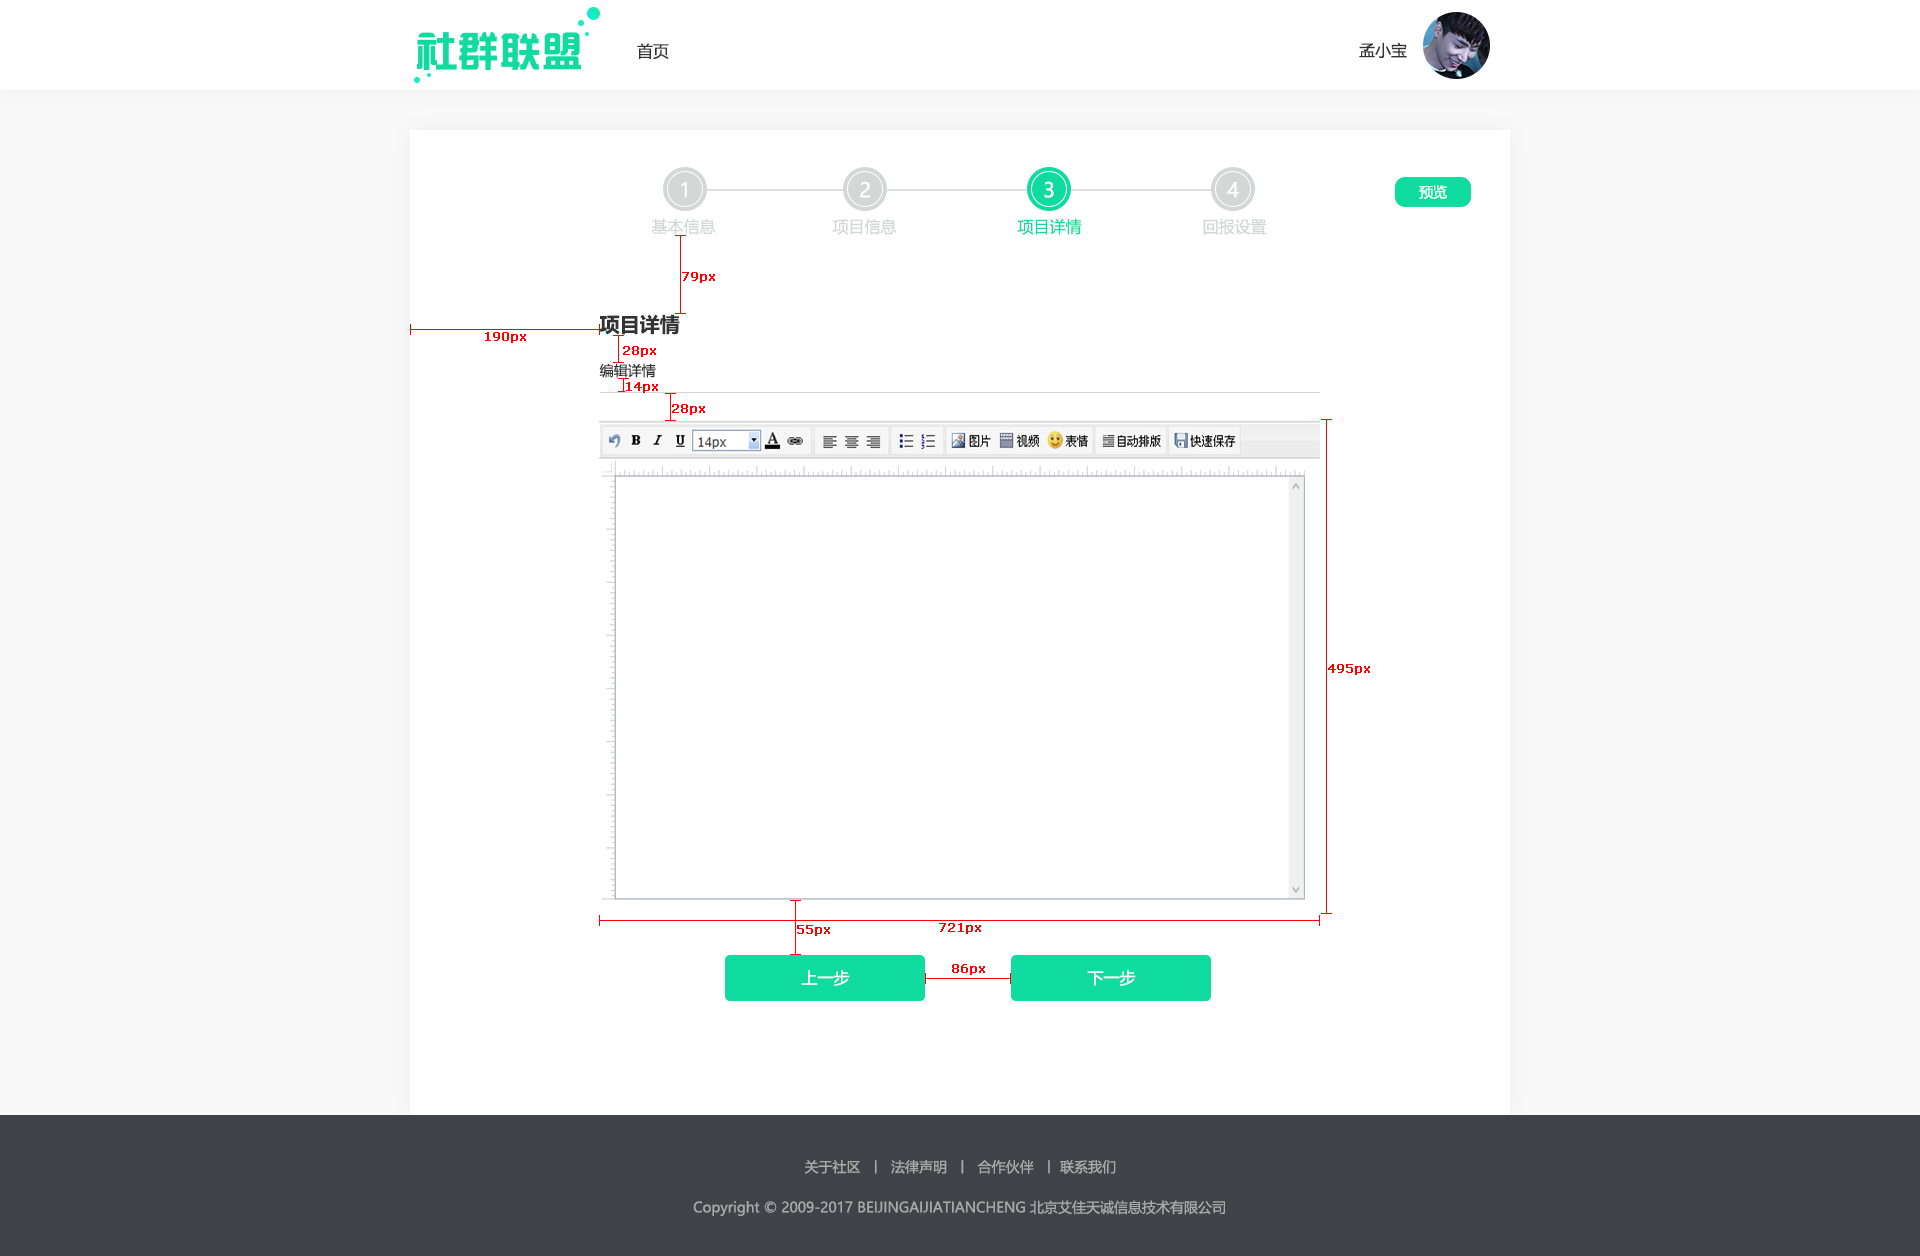 社群联盟
首页
孟小宝
1
2
3
4
预览
基本信息
项目信息
项目详情
回报设置
79px
项目详情
190px
28px
编辑详情
14px
28px
B I U 14px A 图片 视频 表情 自动排版 快速保存
495px
55px
721px
86px
上一步
下一步
关于社区 | 法律声明 | 合作伙伴 | 联系我们
Copyright © 2009-2017 BEIJINGAIJIATIANCHENG 北京艾佳天诚信息技术有限公司